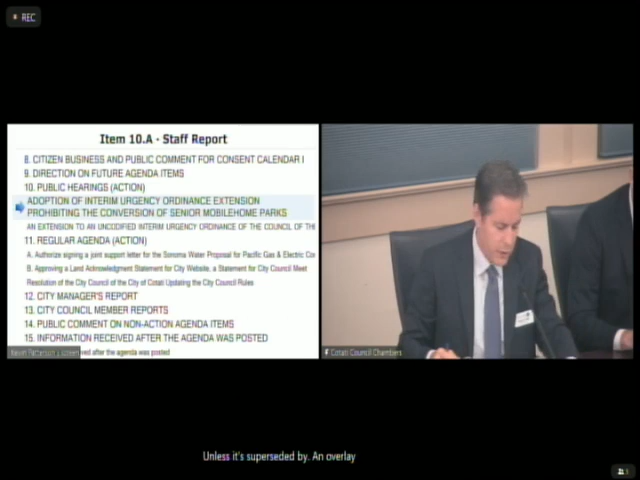 REC
Item 10.A - Staff Report
8. CITIZEN BUSINESS AND PUBLIC COMMENT FOR CONSENT CALENDAR I
9. DIRECTION ON FUTURE AGENDA ITEMS
10. PUBLIC HEARINGS (ACTION)
ADOPTION OF INTERIM URGENCY ORDINANCE EXTENSION
PROHIBITING THE CONVERSION OF SENIOR MOBILEHOME PARKS
AN EXTENSION TO AN UNCODIFIED INTERIM URGENCY ORDINANCE OF THE COUNCIL OF TH
11. REGULAR AGENDA (ACTION)
A. Authorize signing a joint support letter for the Sonoma Water Proposal for Pacific Gas & Electric Co
B. Approving a Land Acknowledgment Statement for City Website, a Statement for City Council Meet
Resolution of the City Council of the City of Cotati Updating the City Council Rules
12. CITY MANAGER'S REPORT
13. CITY COUNCIL MEMBER REPORTS
14. PUBLIC COMMENT ON NON-ACTION AGENDA ITEMS
15. INFORMATION RECEIVED AFTER THE AGENDA WAS POSTED
Kevin Patterson's screen
ved after the agenda was posted
Cotati Council Chambers
Unless it's superseded by. An overlay